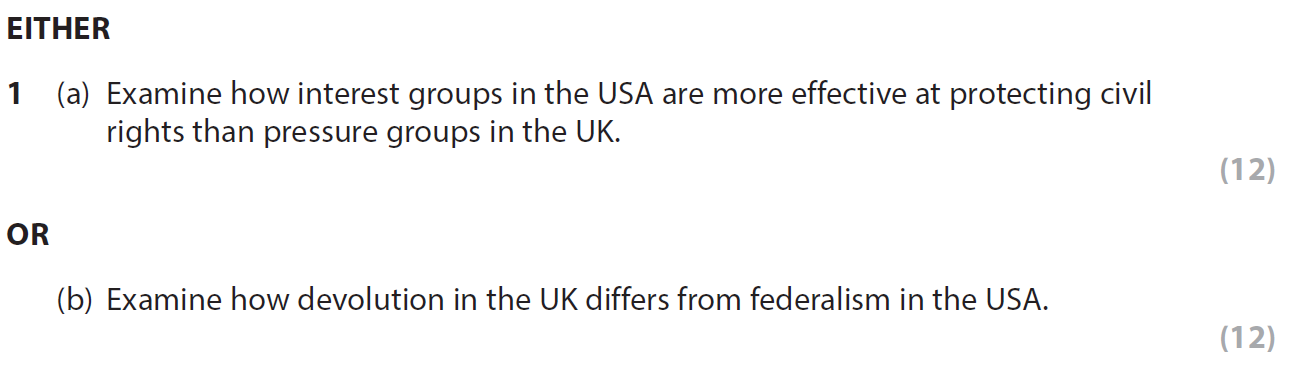 EITHER
1 (a) Examine how interest groups in the USA are more effective at protecting civil
rights than pressure groups in the UK.
(12)
OR
(b) Examine how devolution in the UK differs from federalism in the USA.
(12)